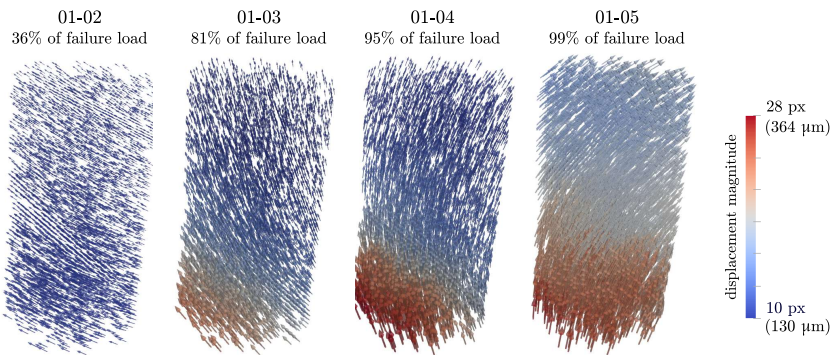 01-02
36% of failure load
01-03
81% of failure load
01-04
95% of failure load
01-05
99% of failure load
28 px
(364 μm)
displacement magnitude
10 px
(130 μm)